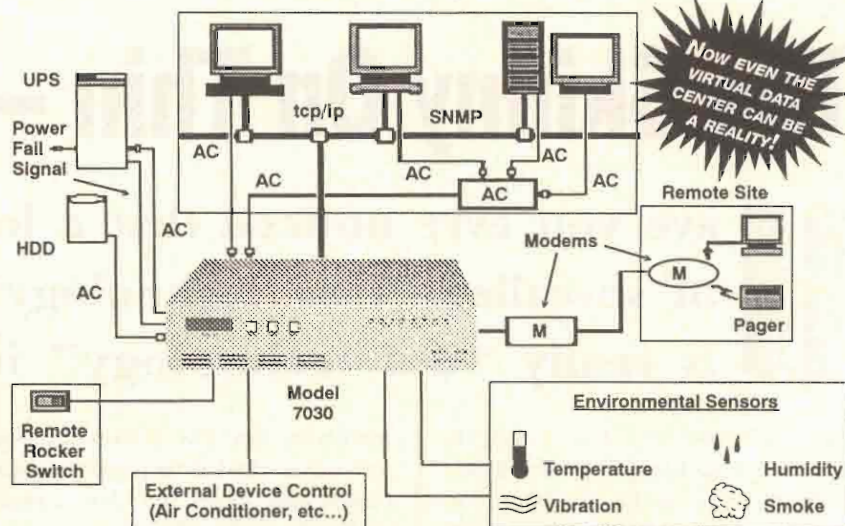 NOW EVEN THE
VIRTUAL DATA
CENTER CAN BE
A REALITY!
UPS
Power
Fail
Signal
HDD
tcp/ip
SNMP
AC
AC
AC
AC
AC
AC
AC
Remote Site
Modems
M
M
Pager
Model
7030
Remote
Rocker
Switch
External Device Control
(Air Conditioner, etc...)
Environmental Sensors
Temperature
Humidity
Vibration
Smoke